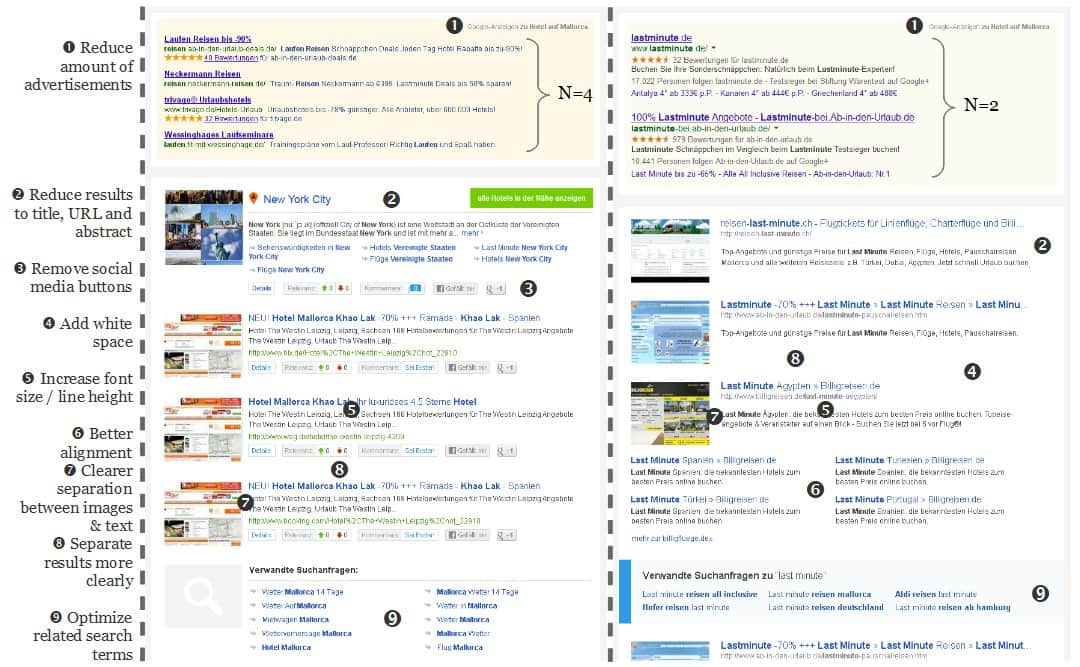 ❶ Reduce
amount of
advertisements
❷ Reduce results
to title, URL and
abstract
❸ Remove social
media buttons
❹ Add white
space
❺ Increase font
size / line height
❻ Better
alignment
❼ Clearer
separation
between images
& text
❽ Separate
results more
clearly
❾ Optimize
related search
terms
❶ Google-Anzeigen zu Hotel auf Mallorca
Laufen Reisen bis -90%
reisen.ab-in-den-urlaub-deals.de/ Laufen Reisen Schnäppchen Deals Jeden Tag Hotel Rabatte bis zu -90%!
40 Bewertungen für ab-in-den-urlaub-deals.de
Neckermann Reisen
reisen.neckermann-reisen.de/ Traum- Reisen Neckermann ab €399. Lastminute Deals bis 50% sparen!
trivago® Urlaubshotels
www.trivago.de/Hotels-Urlaub Urlaubshotels bis -78% günstiger. Alle Anbieter, über 600.000 Hotels!
32 Bewertungen für trivago.de
Wessinghages Laufseminare
laufen.fit-mit-wessinghage.de/ Trainingspläne vom Lauf Professor! Richtig Laufen und Spaß haben.
N=4
New York City ❷ alle Hotels in der Nähe anzeigen
New York (offiziell City of New York) ist eine Weltstadt an der Ostküste der Vereinigten
Staaten. Sie liegt im Bundesstaat New York und ist mit mehr a... mehr
Sehenswürdigkeiten in New York City
Hotels Vereinigte Staaten
Last Minute New York City
Flüge Vereinigte Staaten
Hotels New York City
Flüge New York City
Details Relevanz: 0 0 Kommentare: 0 Gefällt mir +1 ❸
NEU! Hotel Mallorca Khao Lak -70% +++ Ramada - Khao Lak - Spanien
Hotel The Westin Leipzig, Leipzig, Sachsen 166 Hotelbewertungen für The Westin Leipzig Angebote
The Westin Leipzig, Urlaub The Westin Leip...
http://www.hlx.de/Hotel%2CThe+Westin+Leipzig%2Chot_22910
Details Relevanz: 0 0 Kommentare: Sei Erster! Gefällt mir +1
Hotel Mallorca Khao Lak Ihr luxuriöses 4.5 Sterne Hotel
❺
Hotel The Westin Leipzig, Leipzig, Sachsen 166 Hotelbewertungen für The Westin Leipzig Angebote
The Westin Leipzig, Urlaub The Westin Leip...
http://www.weg.de/hotel/the-westin-leipzig-4309
Details Relevanz: 0 0 Kommentare: Sei Erster! Gefällt mir +1
❽
NEU! Hotel Mallorca Khao Lak -70% +++ Ramada - Khao Lak - Spanien
❼ Hotel The Westin Leipzig, Leipzig, Sachsen 166 Hotelbewertungen für The Westin Leipzig Angebote
The Westin Leipzig, Urlaub The Westin Leip...
http://www.booking.com/Hotel%2CThe+Westin+Leipzig%2Chot_22910
Details Relevanz: 0 0 Kommentare: Sei Erster! Gefällt mir +1
Verwandte Suchanfragen:
Wetter Mallorca 14 Tage
Wetter Auf Mallorca
Mietwagen Mallorca
Wettervorhersage Mallorca
Hotel Mallorca
❾
Mallorca Wetter 14 Tage
Wetter in Mallorca
Wetter Mallorca
Mallorca Wetter
Flug Mallorca
❶ Google-Anzeigen zu Hotel auf Mallorca
lastminute.de
www.lastminute.de/
32 Bewertungen für lastminute.de
Buchen Sie Ihr Sonderschnäppchen: Natürlich beim Lastminute-Experten!
17.022 Personen folgen lastminute.de - Testsieger bei Stiftung Warentest auf Google+
Antalya 4* ab 333€ p.P. - Kanaren 4* ab 444€ p.P. - Griechenland 4* ab 488€
100% Lastminute Angebote - Lastminute-bei.Ab-in-den-Urlaub.de
lastminute-bei.ab-in-den-urlaub.de/
979 Bewertungen für ab-in-den-urlaub.de
Lastminute Schnäppchen im Vergleich beim Lastminute Testsieger buchen!
10.441 Personen folgen Ab-in-den-Urlaub.de auf Google+
Last Minute bis zu -65% - Alle All Inclusive Reisen - Ab-in-den-Urlaub: Nr.1
N=2
reisen-last-minute.ch - Flugtickets für Linienflüge, Charterflüge und Billi...
http://reisen-last-minute.ch/
❷
Top-Angebote und günstige Preise für Last Minute Reisen, Flüge, Hotels, Pauschalreisen.
Mallorca und alle weiteren Reiseziele. z.B. Türkei, Dubai, Ägypten. Jetzt schnell Urlaub buchen
Lastminute -70% +++ Last Minute » Last Minute Reisen » Last Minu...
http://www.ab-in-den-urlaub.de/lastminute-pauschalreisen.htm
Top-Angebote und günstige Preise für Last Minute Reisen, Flüge, Hotels, Pauschalreisen.
❽
❹
Last Minute Ägypten » Billigreisen.de
http://www.billigreisen.de/last-minute-aegypten/
❺
❼ Last Minute Ägypten: die bekanntesten Hotels zum besten Preis online buchen. Topreise-
angebote & Veranstalter auf einen Blick - Buchen Sie jetzt bei 5 vor Flug®!
Last Minute Spanien » Billigreisen.de
Last Minute Spanien: die bekanntesten Hotels zum
besten Preis online buchen.
Last Minute Tunesien » Billigreisen.de
Last Minute Tunesien: die bekanntesten Hotels zum
besten Preis online buchen.
❻
Last Minute Türkei » Billigreisen.de
Last Minute Türkei: die bekanntesten Hotels zum
besten Preis online buchen.
Last Minute Portugal » Billigreisen.de
Last Minute Portugal: die bekanntesten Hotels zum
besten Preis online buchen.
mehr zur billigfluege.de»
Verwandte Suchanfragen zu "last minute"
Last minute reisen all inclusive Last minute reisen mallorca Aldi reisen last minute ❾
Hofer reisen last minute Last minute reisen deutschland Last minute reisen ab hamburg
Lastminute -70% +++ Last Minute » Last Minute Reisen » Last Minu...
http://www.ab-in-den-urlaub.de/lastminute-pauschalreisen.htm